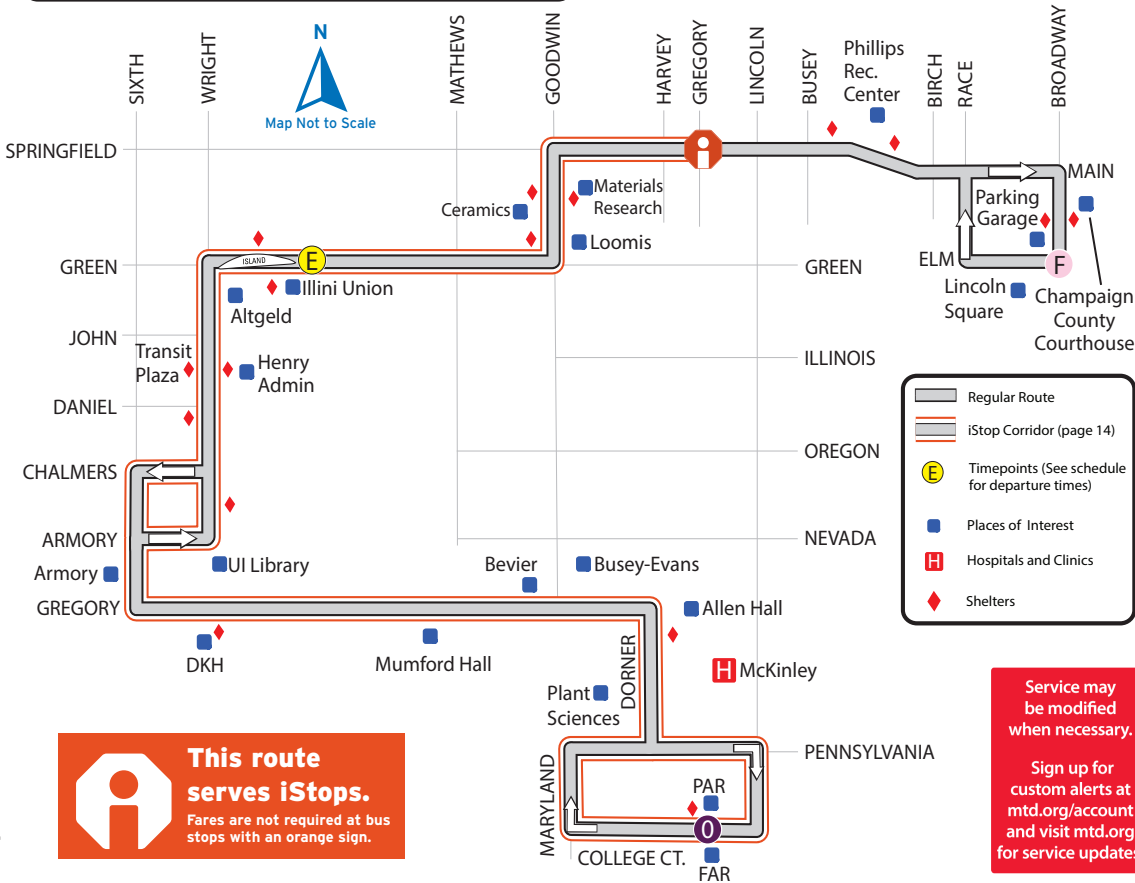 N
Map Not to Scale
SIXTH
WRIGHT
MATHEWS
GOODWIN
HARVEY
GREGORY
LINCOLN
BUSEY
Phillips
Rec.
Center
BIRCH
RACE
BROADWAY
SPRINGFIELD
MAIN
Ceramics
Materials
Research
Loomis
Parking
Garage
GREEN
ISLAND
E
GREEN
ELM
F
Illini Union
Altgeld
Lincoln
Square
Champaign
County
Courthouse
JOHN
Transit
Plaza
Henry
Admin
ILLINOIS
DANIEL
Regular Route
iStop Corridor (page 14)
E
Timepoints (See schedule
for departure times)
Places of Interest
H
Hospitals and Clinics
Shelters
CHALMERS
OREGON
ARMORY
NEVADA
Armory
UI Library
Bevier
Busey-Evans
GREGORY
Allen Hall
DKH
Mumford Hall
DORNER
H
McKinley
Plant
Sciences
PENNSYLVANIA
MARYLAND
PAR
O
COLLEGE CT.
FAR
This route
serves iStops.
Fares are not required at bus
stops with an orange sign.
Service may
be modified
when necessary.
Sign up for
custom alerts at
mtd.org/account
and visit mtd.org
for service updates.